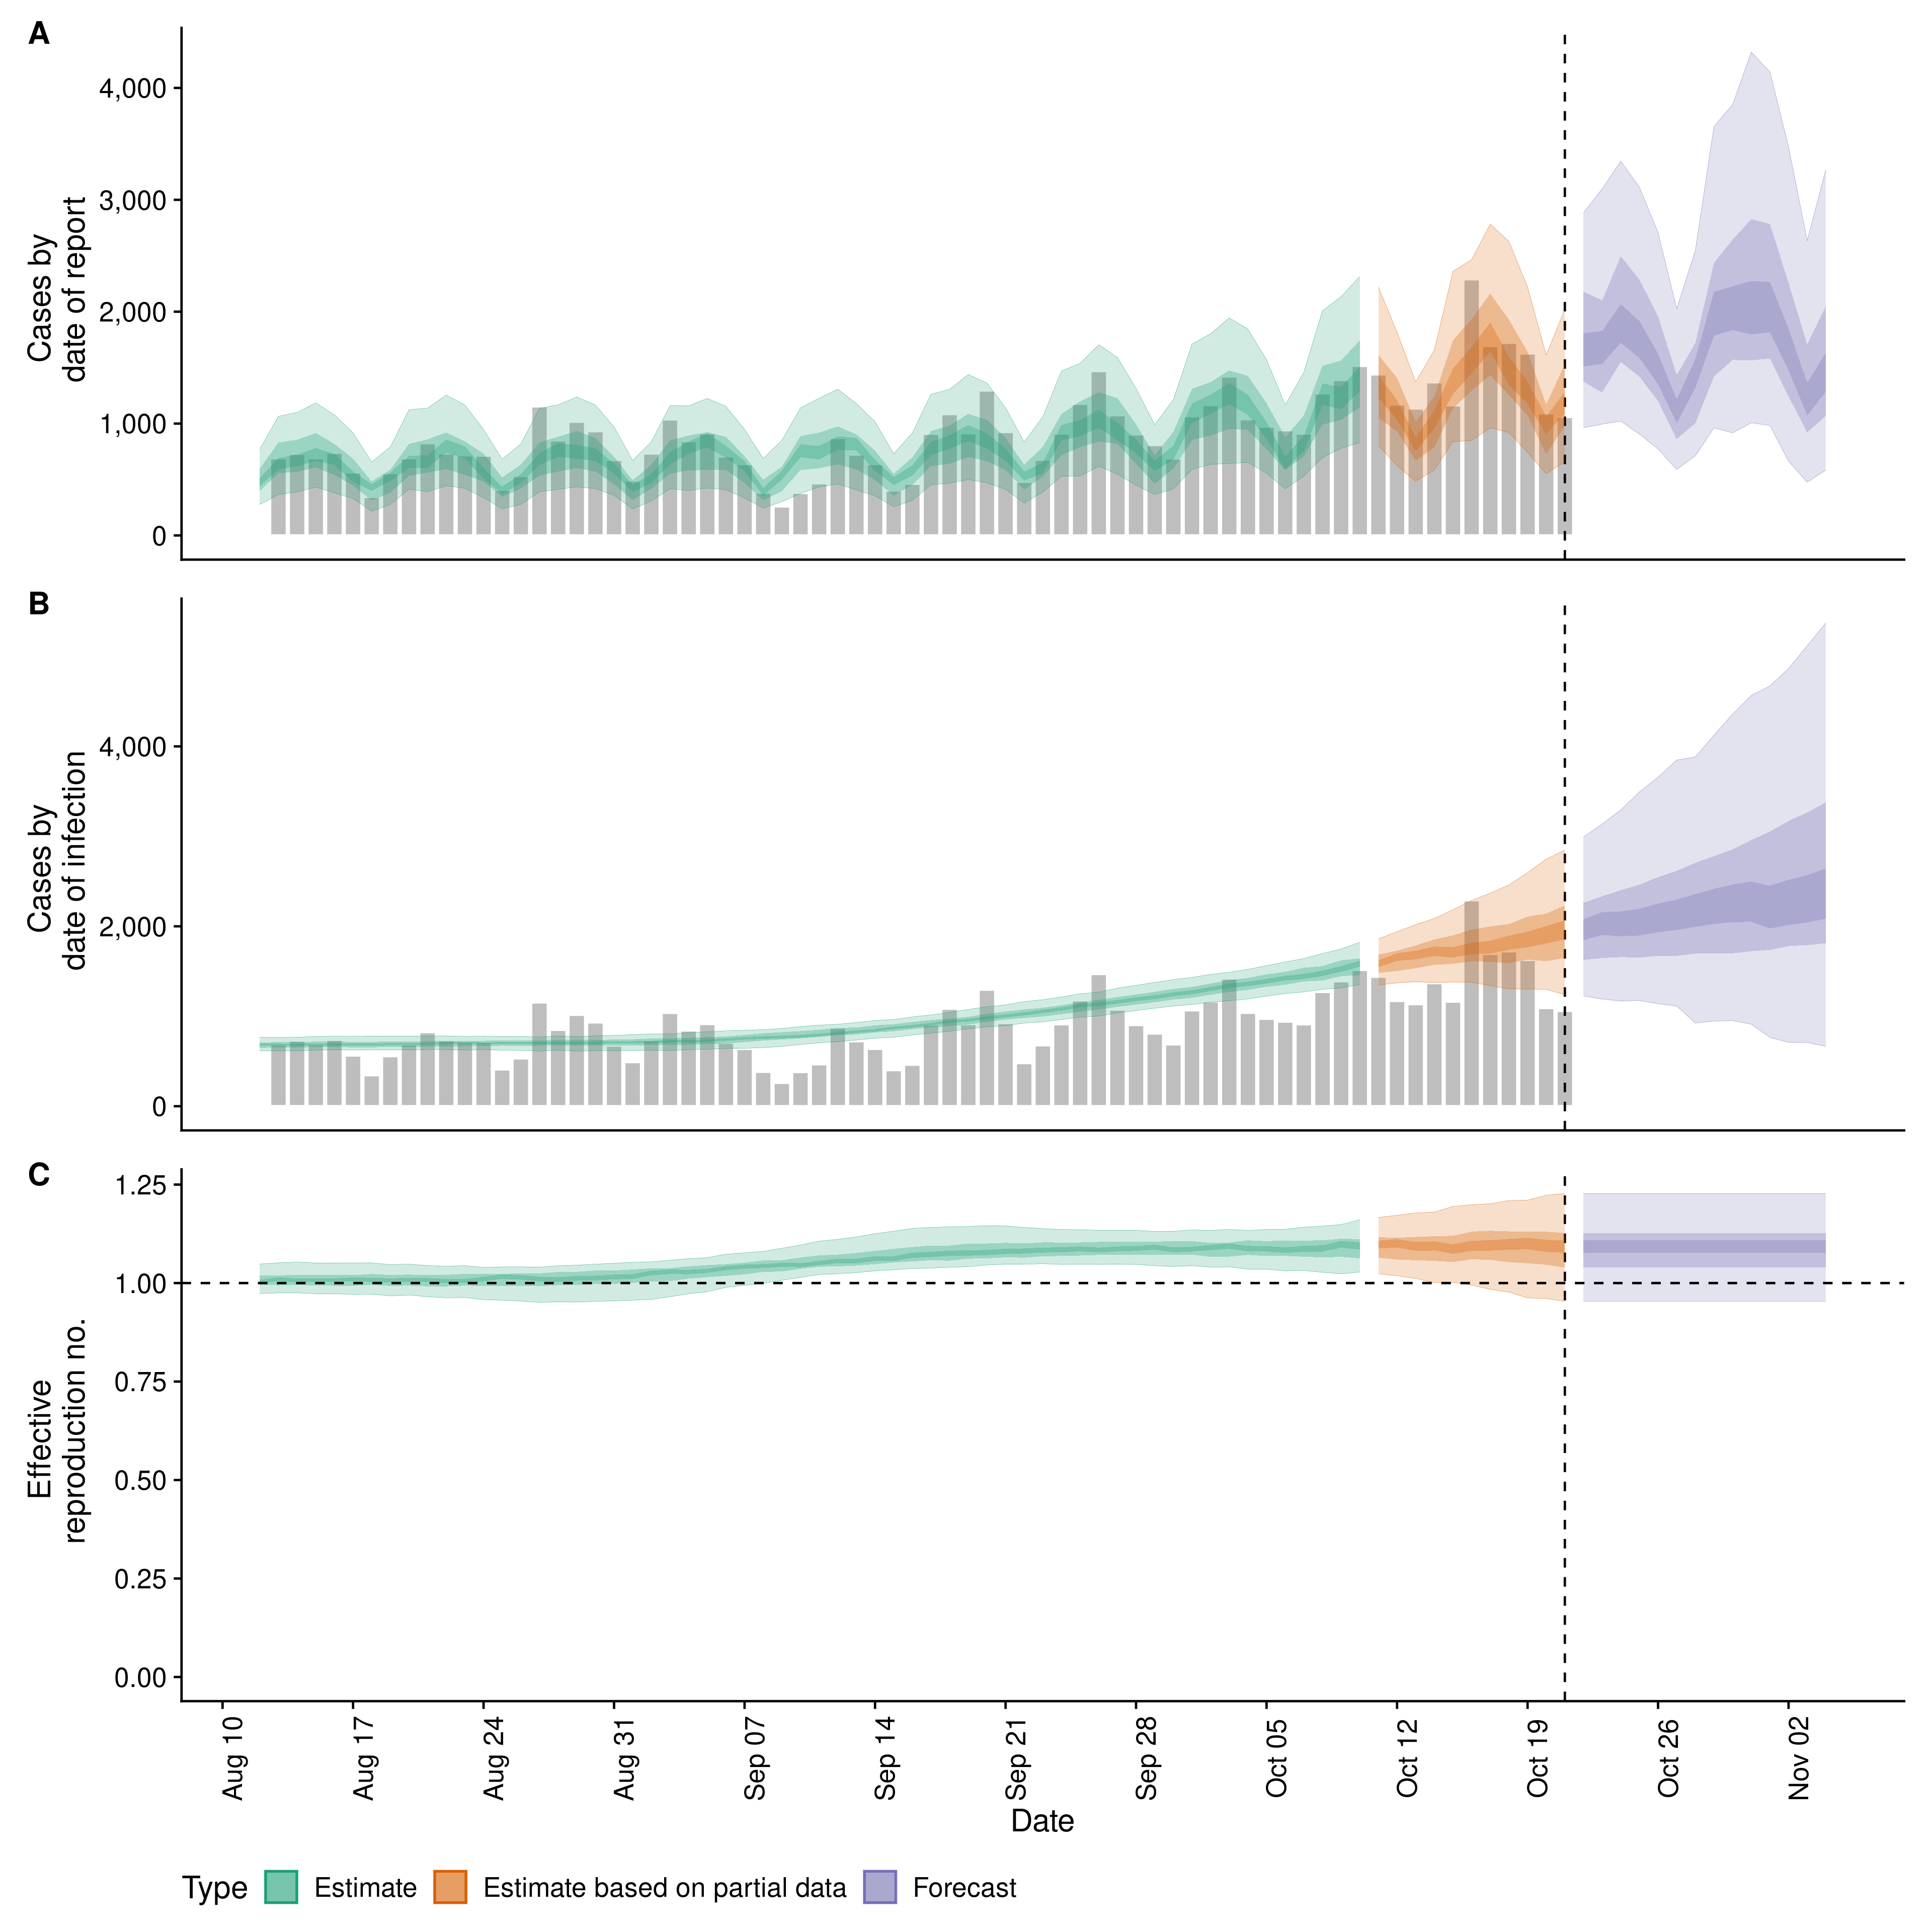 A
Cases by
date of report
4,000
3,000
2,000
1,000
0
B
Cases by
date of infection
4,000
2,000
0
C
Effective
reproduction no.
1.25
1.00
0.75
0.50
0.25
0.00
Aug 10
Aug 17
Aug 24
Aug 31
Sep 07
Sep 14
Sep 21
Sep 28
Oct 05
Oct 12
Oct 19
Oct 26
Nov 02
Date
Type Estimate Estimate based on partial data Forecast